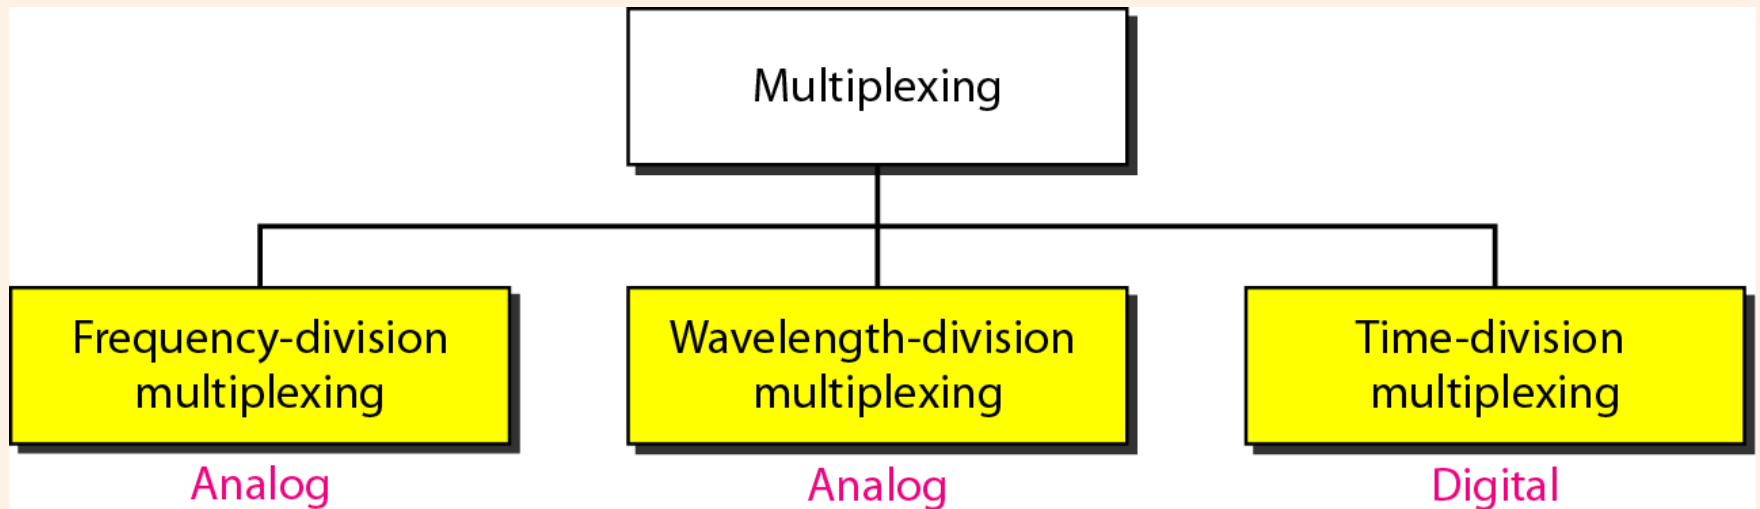 Multiplexing
Frequency-division
multiplexing
Wavelength-division
multiplexing
Time-division
multiplexing
Analog
Analog
Digital